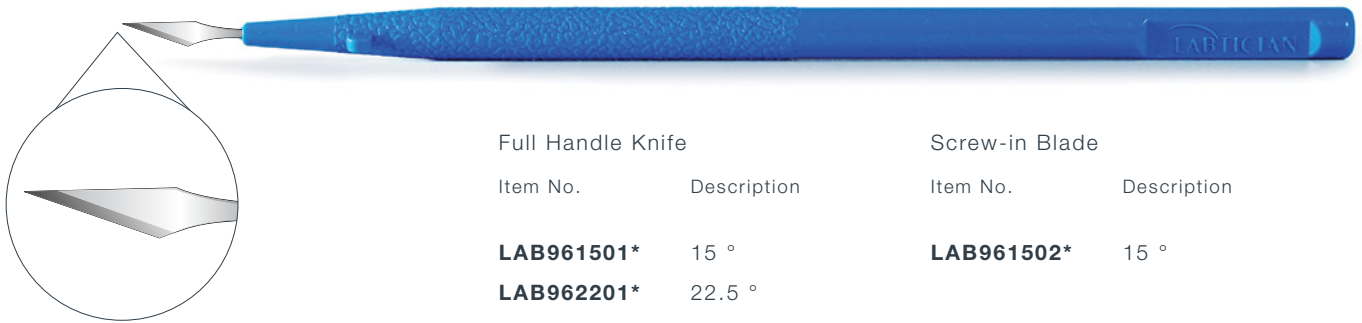 LABTICIAN
Full Handle Knife
Item No. Description
LAB961501* 15 °
LAB962201* 22.5 °
Screw-in Blade
Item No. Description
LAB961502* 15 °